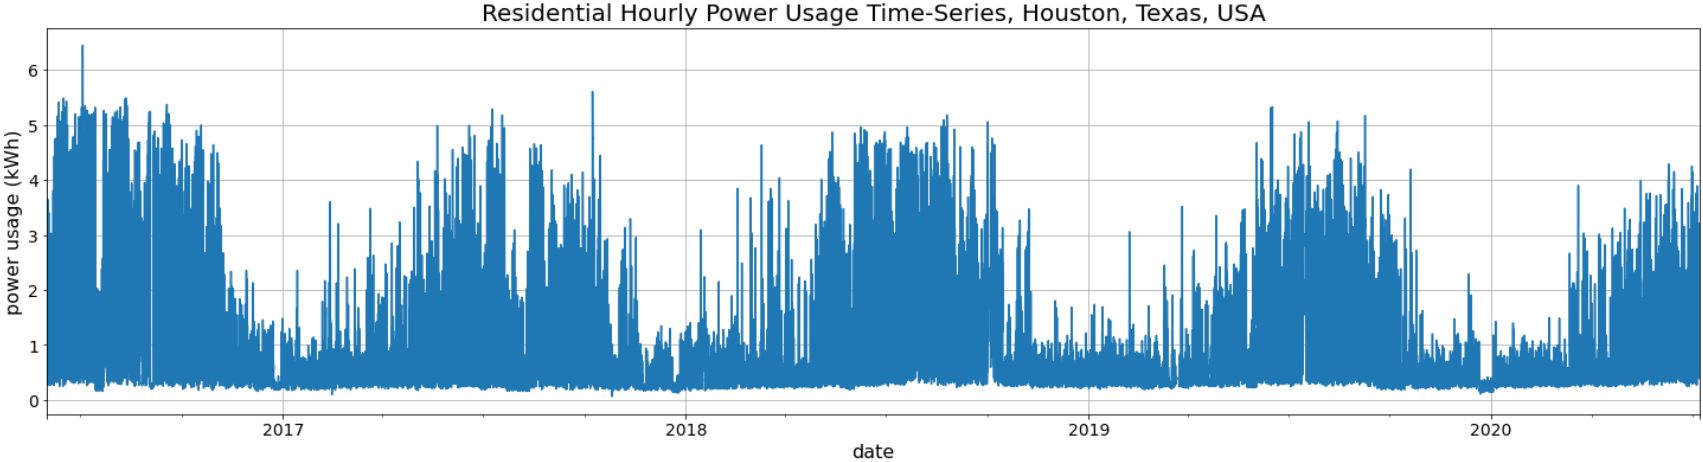 Residential Hourly Power Usage Time-Series, Houston, Texas, USA
power usage (kWh)
6
5
4
3
2
1
0
2017 2018 2019 2020
date